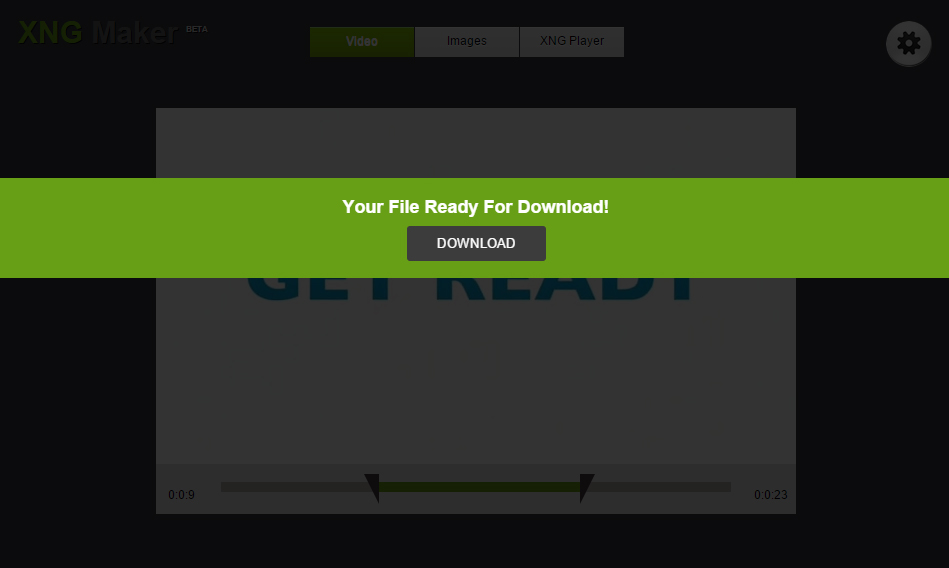 XNG Maker BETA
Video
Images
XNG Player
Your File Ready For Download!
DOWNLOAD
GET READY
0:0:9
0:0:23